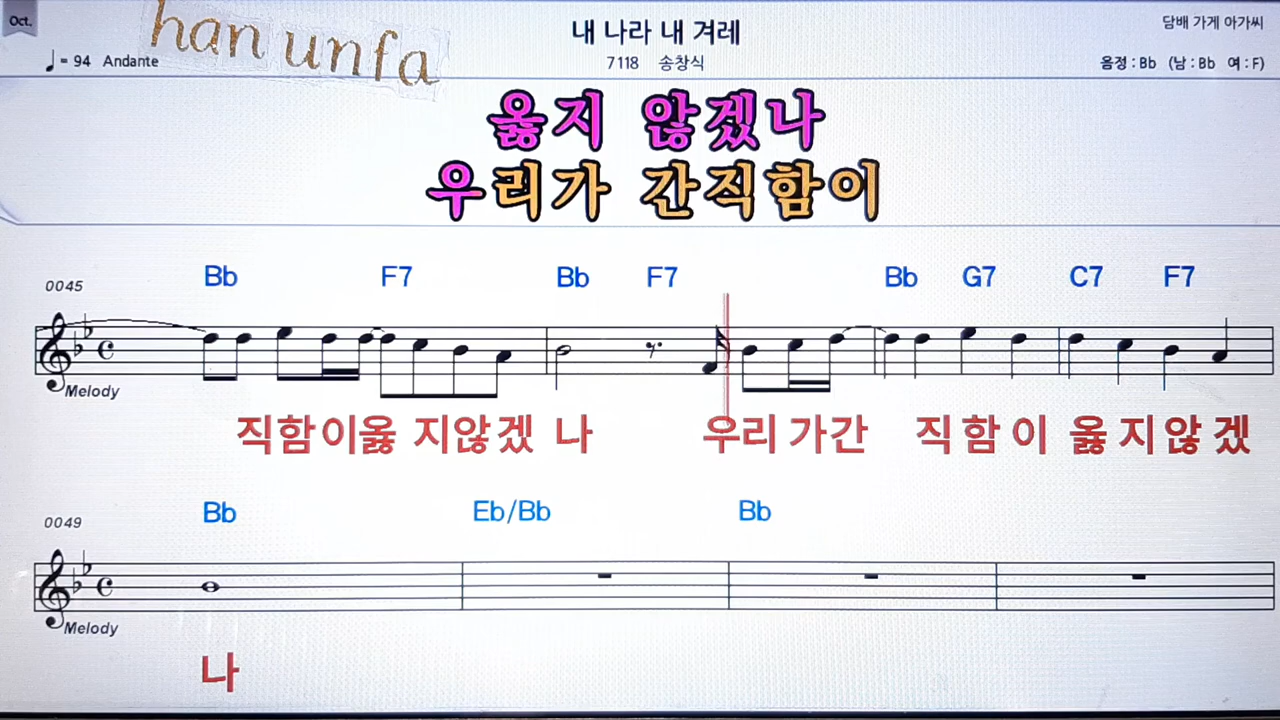 Oct.
han unfa
내 나라 내 겨레
담배 가게 아가씨
♩= 94 Andante
7118 송창식
음정 : Bb (남 : Bb 여 : F)
옳지 않겠나
우리가 간직함이
0045
Bb F7 Bb F7 Bb G7 C7 F7
Melody
직함이옳 지않겠 나 우리 가간 직함 이 옳지않겠
0049
Bb Eb/Bb Bb
Melody
나